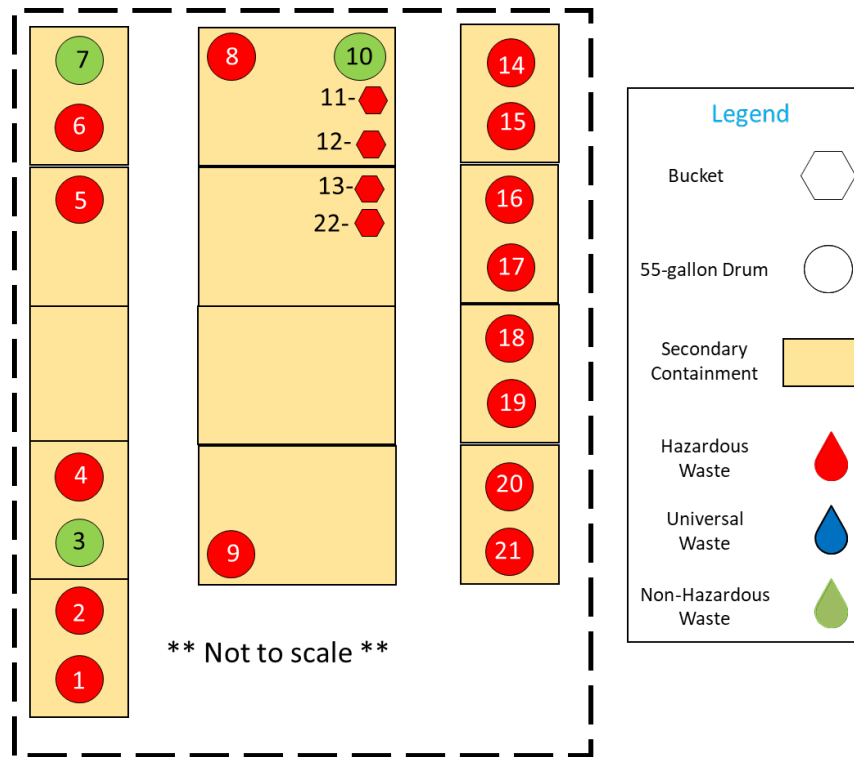 7
6
5
4
3
2
1
8
10
11-
12-
13-
22-
9
14
15
16
17
18
19
20
21
** Not to scale **
Legend
Bucket
55-gallon Drum
Secondary
Containment
Hazardous
Waste
Universal
Waste
Non-Hazardous
Waste